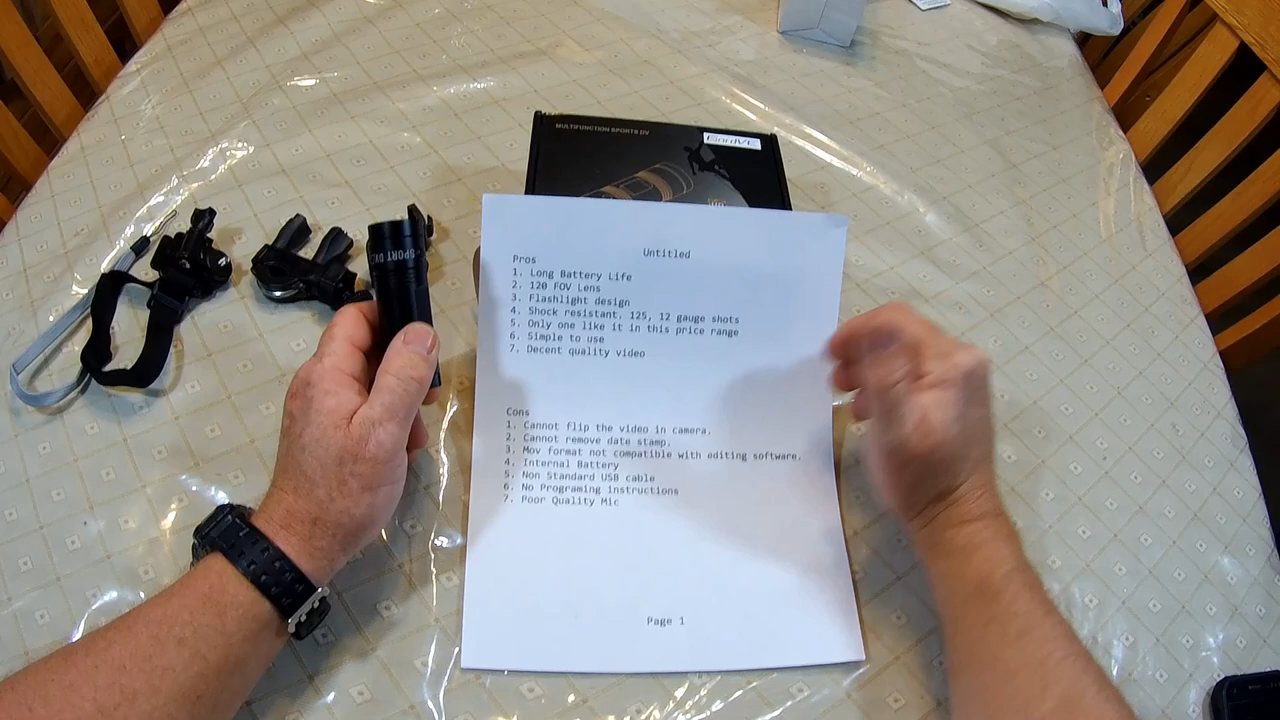 MULTIFUNCTION SPORTS DV
SPORT DV
Untitled
Pros
1. Long Battery Life
2. 120 FOV Lens
3. Flashlight design
4. Shock resistant. 125, 12 gauge shots
5. Only one like it in this price range
6. Simple to use
7. Decent quality video
Cons
1. Cannot flip the video in camera.
2. Cannot remove date stamp.
3. Mov format not compatible with editing software.
4. Internal Battery
5. Non Standard USB cable
6. No Programing instructions
7. Poor Quality Mic
Page 1